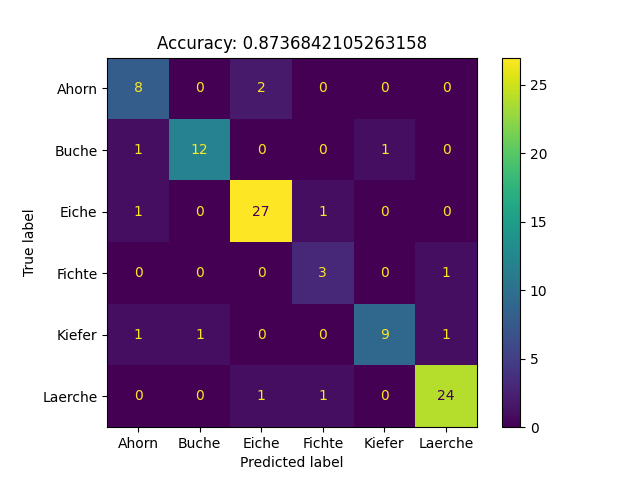 Accuracy: 0.8736842105263158
True label
Ahorn 8 0 2 0 0 0
Buche 1 12 0 0 1 0
Eiche 1 0 27 1 0 0
Fichte 0 0 0 3 0 1
Kiefer 1 1 0 0 9 1
Laerche 0 0 1 1 0 24
Ahorn Buche Eiche Fichte Kiefer Laerche
Predicted label
25
20
15
10
5
0